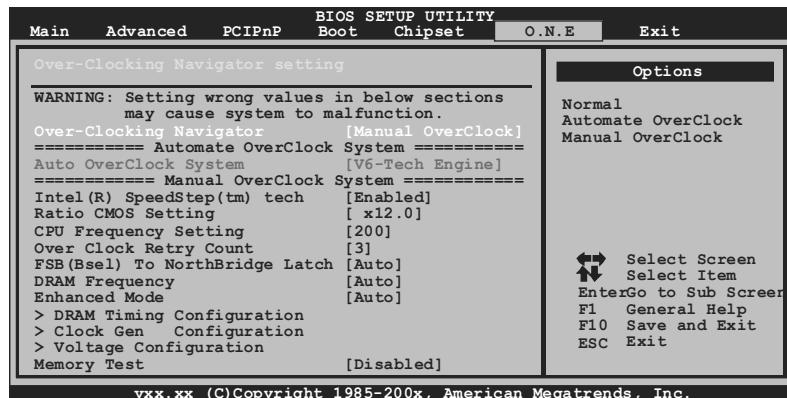 BIOS SETUP UTILITY
Main Advanced PCIPnP Boot Chipset O.N.E Exit
Over-Clocking Navigator setting
WARNING: Setting wrong values in below sections
may cause system to malfunction.
Over-Clocking Navigator [Manual OverClock]
=========== Automate OverClock System ===========
Auto OverClock System [V6-Tech Engine]
============ Manual OverClock System ============
Intel(R) SpeedStep(tm) tech [Enabled]
Ratio CMOS Setting [ x12.0]
CPU Frequency Setting [200]
Over Clock Retry Count [3]
FSB(Bsel) To NorthBridge Latch [Auto]
DRAM Frequency [Auto]
Enhanced Mode [Auto]
> DRAM Timing Configuration
> Clock Gen Configuration
> Voltage Configuration
Memory Test [Disabled]
Options
Normal
Automate OverClock
Manual OverClock
Select Screen
Select Item
EnterGo to Sub Screen
F1 General Help
F10 Save and Exit
ESC Exit
vxx.xx (C)Copyright 1985-200x, American Megatrends, Inc.